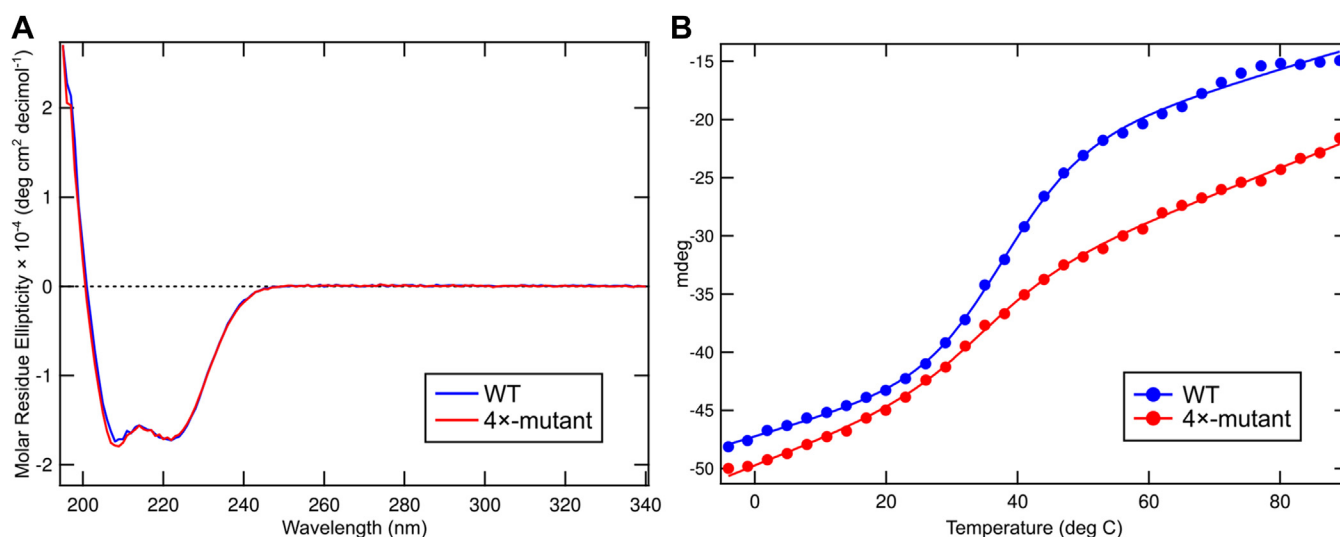 A
Molar Residue Ellipticity × 10⁻⁴ (deg cm² decimol⁻¹)
2
1
0
-1
-2
200 220 240 260 280 300 320 340
Wavelength (nm)
WT
4×-mutant
B
mdeg
-15
-20
-25
-30
-35
-40
-45
-50
0 20 40 60 80
Temperature (deg C)
WT
4×-mutant